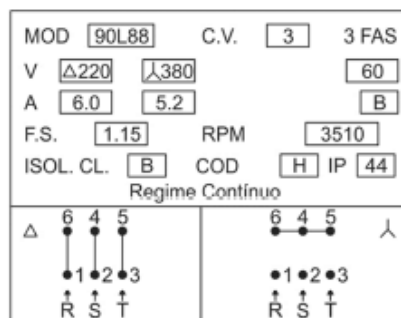 MOD 90L88 C.V. 3 3 FAS
V △220 人380 60
A 6.0 5.2 B
F.S. 1.15 RPM 3510
ISOL. CL. B COD H IP 44
Regime Contínuo
△ 6 4 5 6 4 5 人
1 2 3 1 2 3
R S T R S T